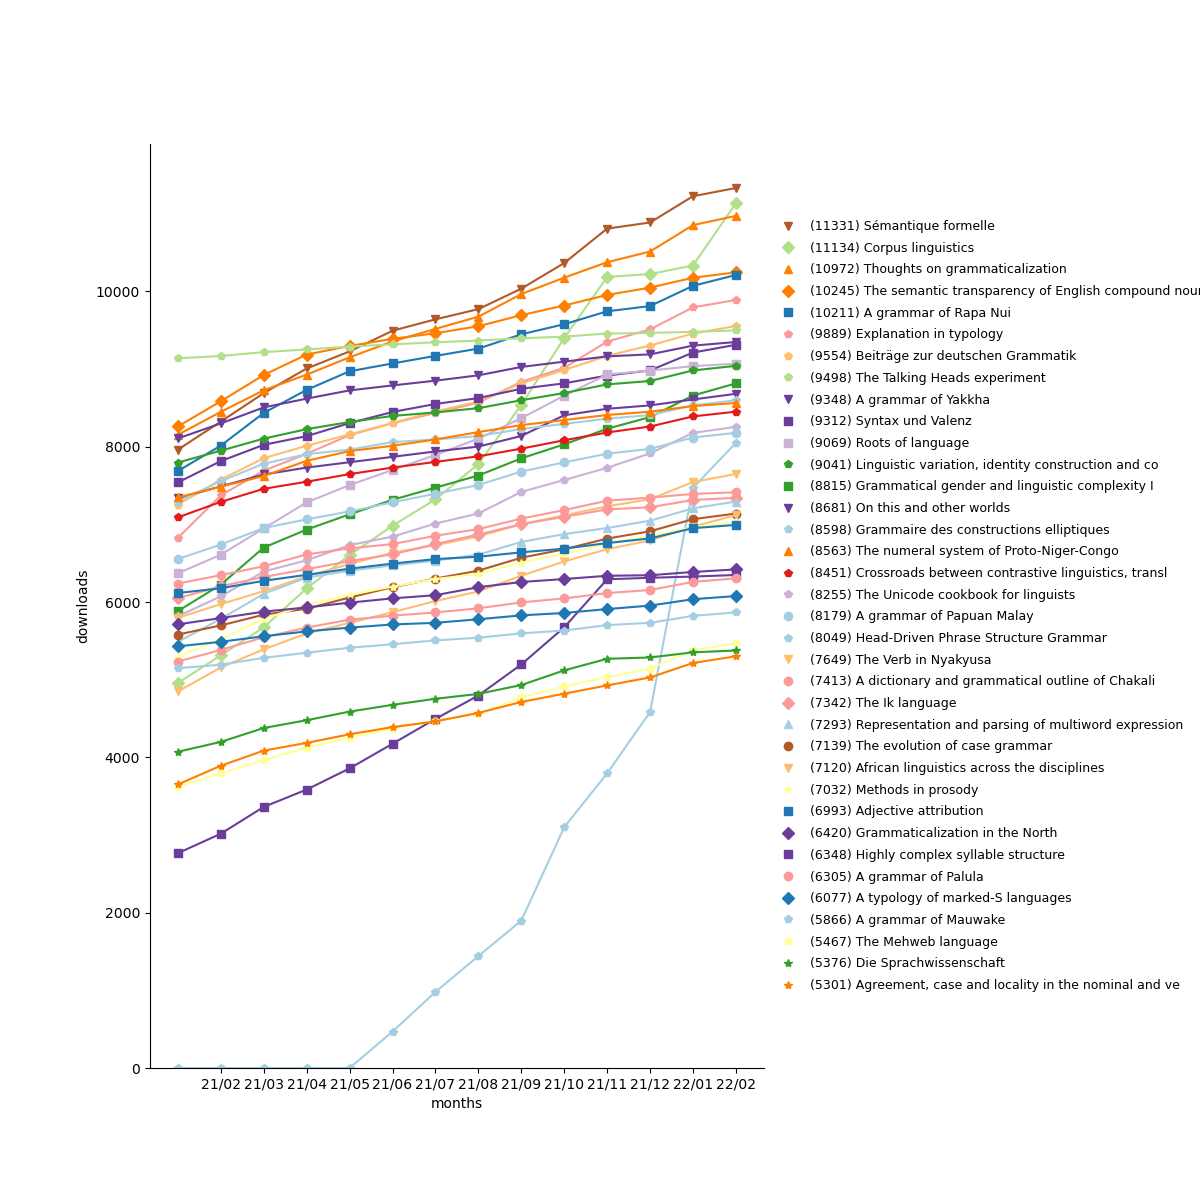 10000
8000
6000
4000
2000
0
downloads
21/02 21/03 21/04 21/05 21/06 21/07 21/08 21/09 21/10 21/11 21/12 22/01 22/02
months
(11331) Sémantique formelle
(11134) Corpus linguistics
(10972) Thoughts on grammaticalization
(10245) The semantic transparency of English compound nour
(10211) A grammar of Rapa Nui
(9889) Explanation in typology
(9554) Beiträge zur deutschen Grammatik
(9498) The Talking Heads experiment
(9348) A grammar of Yakkha
(9312) Syntax und Valenz
(9069) Roots of language
(9041) Linguistic variation, identity construction and co
(8815) Grammatical gender and linguistic complexity I
(8681) On this and other worlds
(8598) Grammaire des constructions elliptiques
(8563) The numeral system of Proto-Niger-Congo
(8451) Crossroads between contrastive linguistics, transl
(8255) The Unicode cookbook for linguists
(8179) A grammar of Papuan Malay
(8049) Head-Driven Phrase Structure Grammar
(7649) The Verb in Nyakyusa
(7413) A dictionary and grammatical outline of Chakali
(7342) The Ik language
(7293) Representation and parsing of multiword expression
(7139) The evolution of case grammar
(7120) African linguistics across the disciplines
(7032) Methods in prosody
(6993) Adjective attribution
(6420) Grammaticalization in the North
(6348) Highly complex syllable structure
(6305) A grammar of Palula
(6077) A typology of marked-S languages
(5866) A grammar of Mauwake
(5467) The Mehweb language
(5376) Die Sprachwissenschaft
(5301) Agreement, case and locality in the nominal and ve